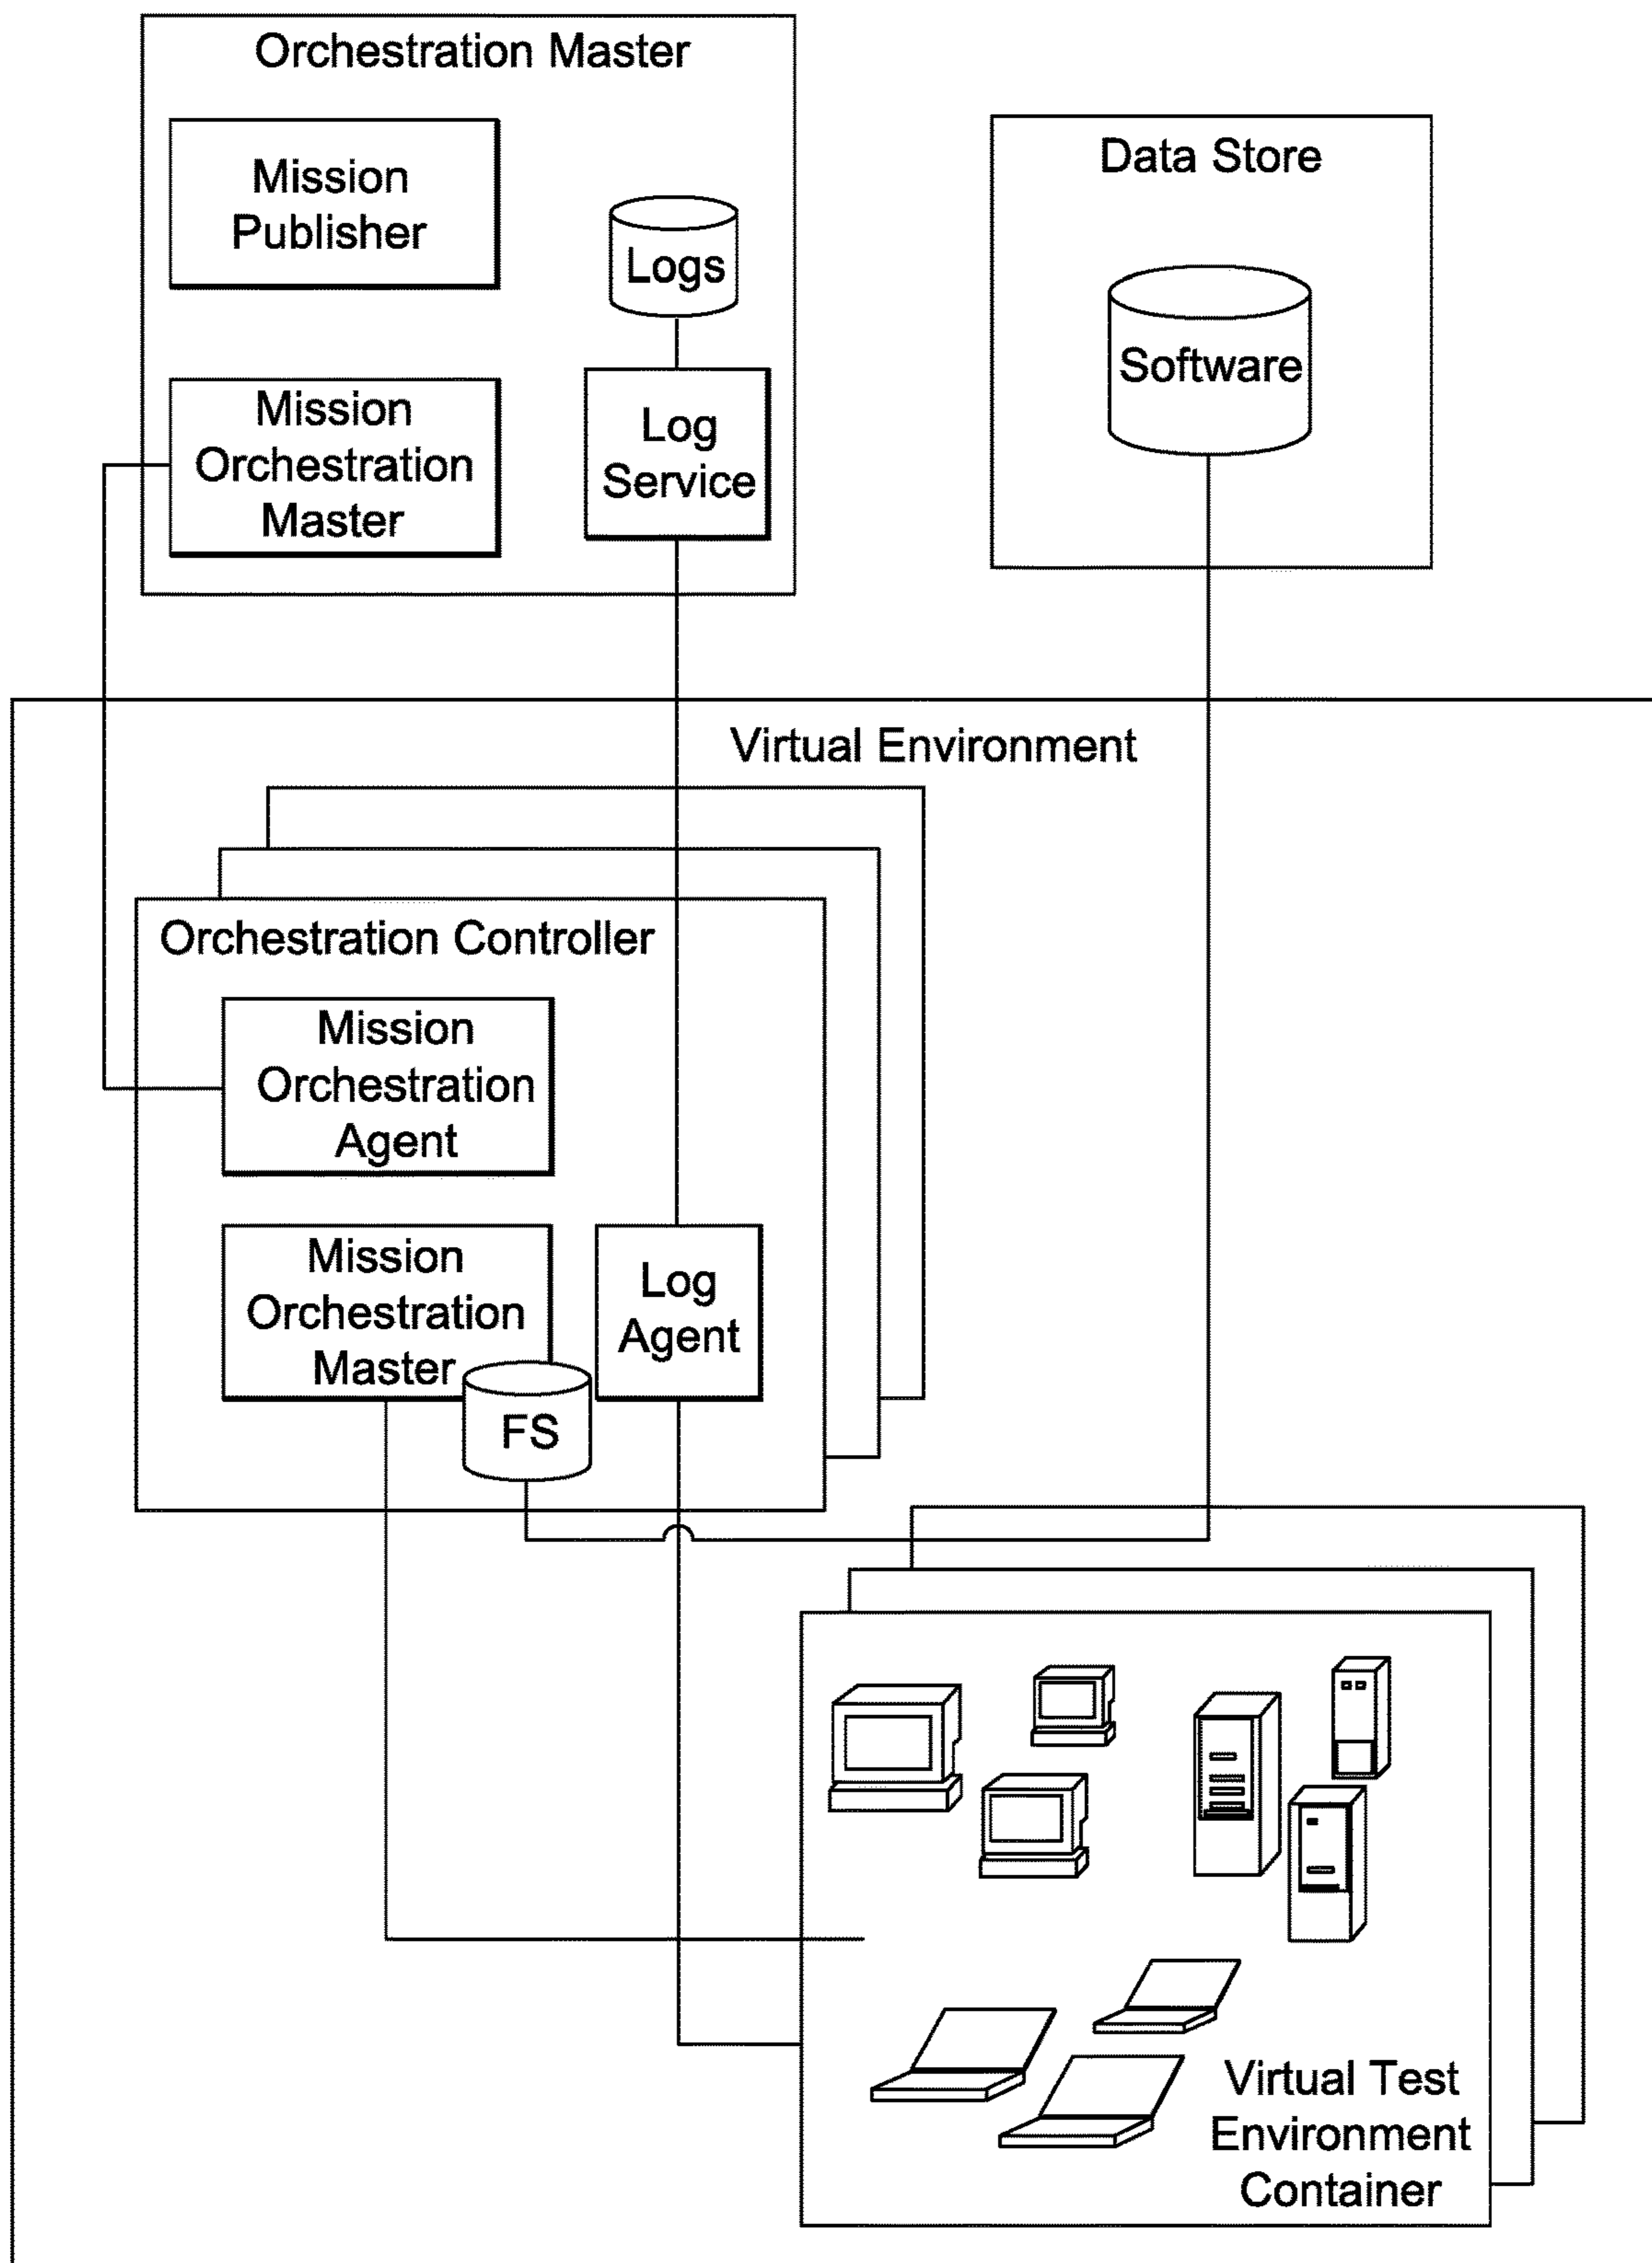 Orchestration Master
Mission
Publisher
Logs
Mission
Orchestration
Master
Log
Service
Data Store
Software
Virtual Environment
Orchestration Controller
Mission
Orchestration
Agent
Mission
Orchestration
Master
Log
Agent
FS
Virtual Test
Environment
Container